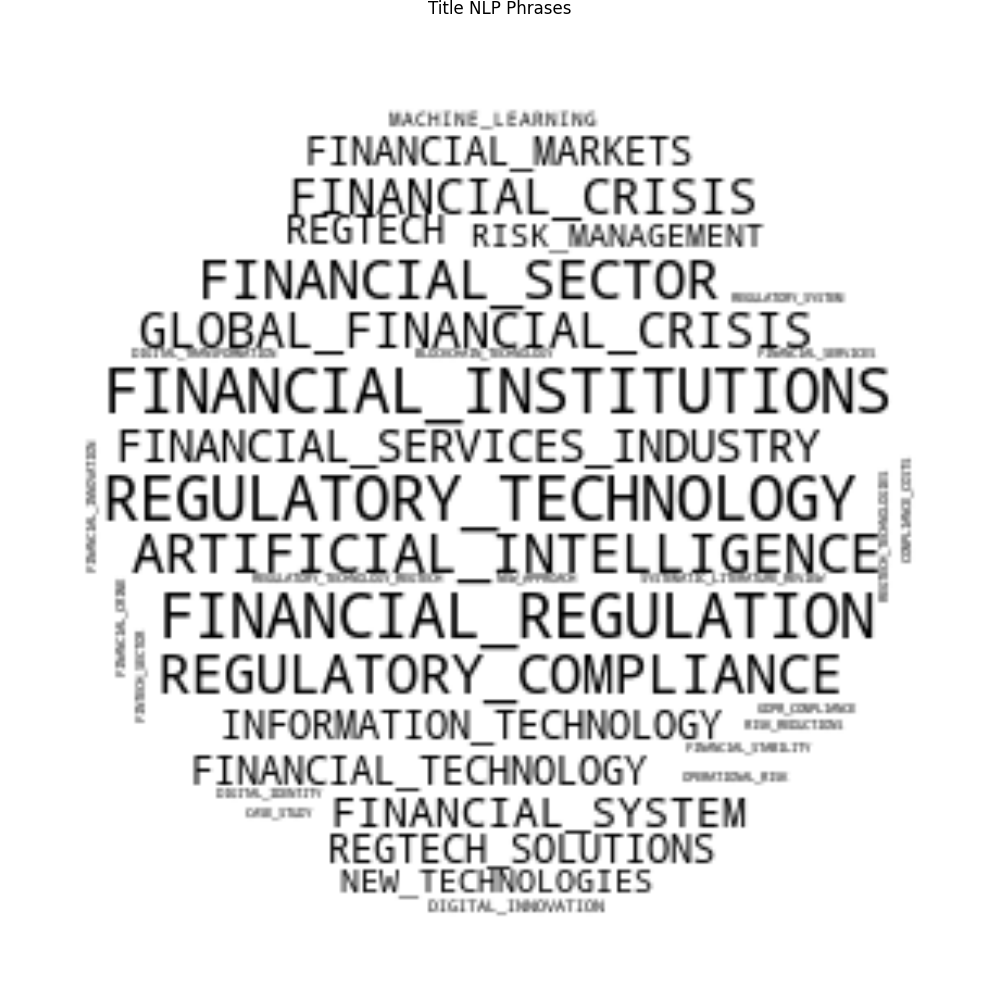 Title NLP Phrases
MACHINE_LEARNING
FINANCIAL_MARKETS
FINANCIAL_CRISIS
REGTECH RISK_MANAGEMENT
FINANCIAL_SECTOR
REGULATORY_SYSTEM
GLOBAL_FINANCIAL_CRISIS
DIGITAL_TRANSFORMATION BLOCKCHAIN_TECHNOLOGY FINANCIAL_SERVICES
FINANCIAL_INSTITUTIONS
FINANCIAL_SERVICES_INDUSTRY
FINANCIAL_INNOVATION
REGULATORY_TECHNOLOGY
REGTECH_TECHNOLOGIES
COMPLIANCE_COSTS
ARTIFICIAL_INTELLIGENCE
REGULATORY_TECHNOLOGY_REGTECH NEW_APPROACH SYSTEMATIC_LITERATURE_REVIEW
FINANCIAL_CRIME
FINANCIAL_REGULATION
FINTECH_SECTOR
REGULATORY_COMPLIANCE
GDPR_COMPLIANCE
INFORMATION_TECHNOLOGY
RISK_REDUCTIONS
FINANCIAL_STABILITY
FINANCIAL_TECHNOLOGY
OPERATIONAL_RISK
DIGITAL_IDENTITY
CASE_STUDY
FINANCIAL_SYSTEM
REGTECH_SOLUTIONS
NEW_TECHNOLOGIES
DIGITAL_INNOVATION